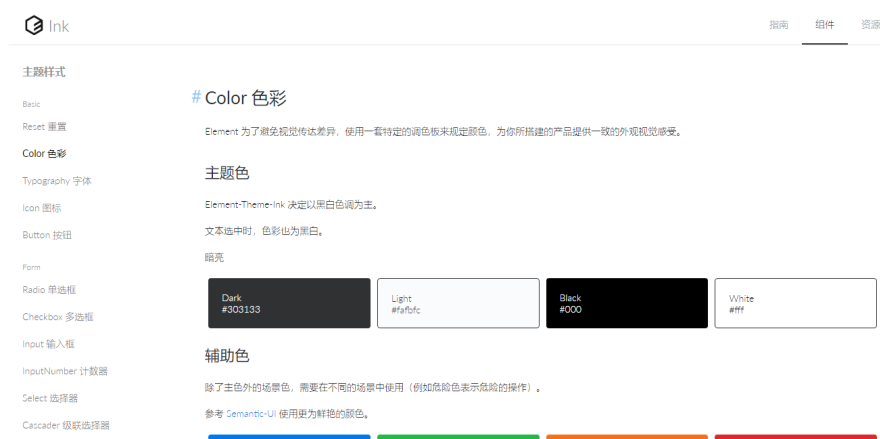 Ink
指南 组件 资源
主题样式
Basic
Reset 重置
Color 色彩
Typography 字体
Icon 图标
Button 按钮
Form
Radio 单选框
Checkbox 多选框
Input 输入框
InputNumber 计数器
Select 选择器
Cascader 级联选择器
# Color 色彩
Element 为了避免视觉传达差异，使用一套特定的调色板来规定颜色，为你所搭建的产品提供一致的外观视觉感受。
主题色
Element-Theme-Ink 决定以黑白色调为主。
文本选中时，色彩也为黑白。
暗亮
Dark
#303133
Light
#fafbfc
Black
#000
White
#fff
辅助色
除了主色外的场景色，需要在不同的场景中使用（例如危险色表示危险的操作）。
参考 Semantic-UI 使用更为鲜艳的颜色。